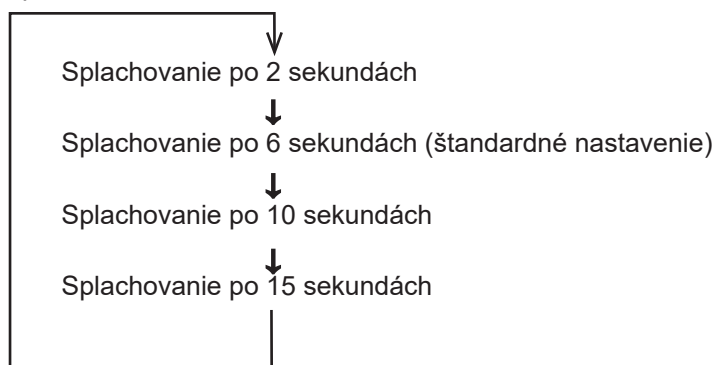 Splachovanie po 2 sekundách
Splachovanie po 6 sekundách (štandardné nastavenie)
Splachovanie po 10 sekundách
Splachovanie po 15 sekundách